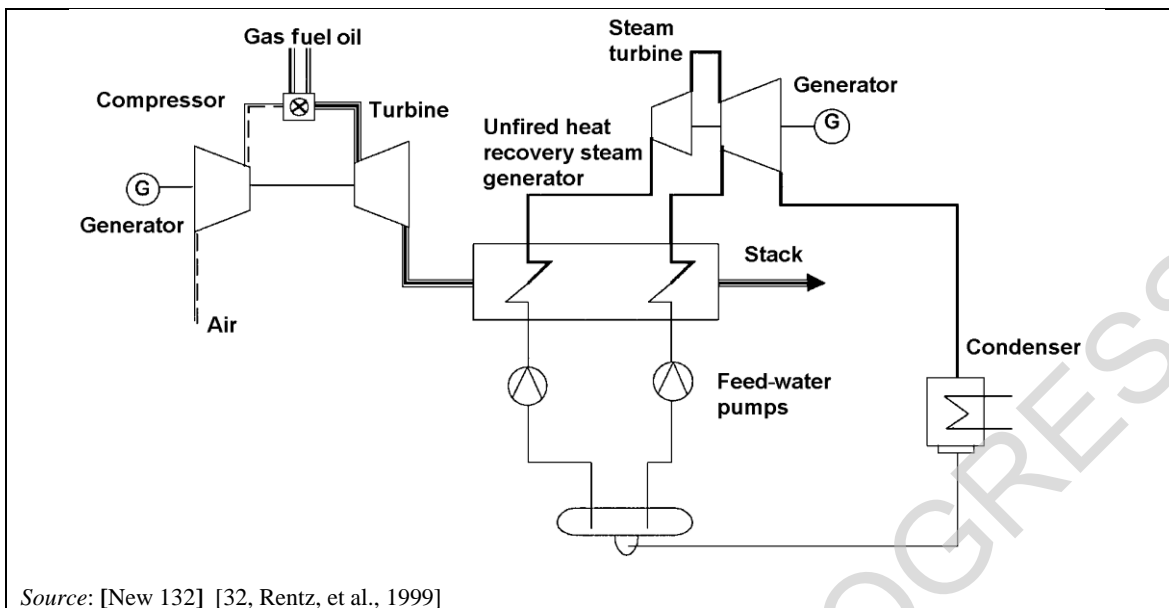 Gas fuel oil
Steam
turbine
Generator
Compressor
Turbine
Unfired heat
recovery steam
generator
G
G
Generator
Stack
Air
Condenser
Feed-water
pumps
OGRESS
Source: [New 132] [32, Rentz, et al., 1999]